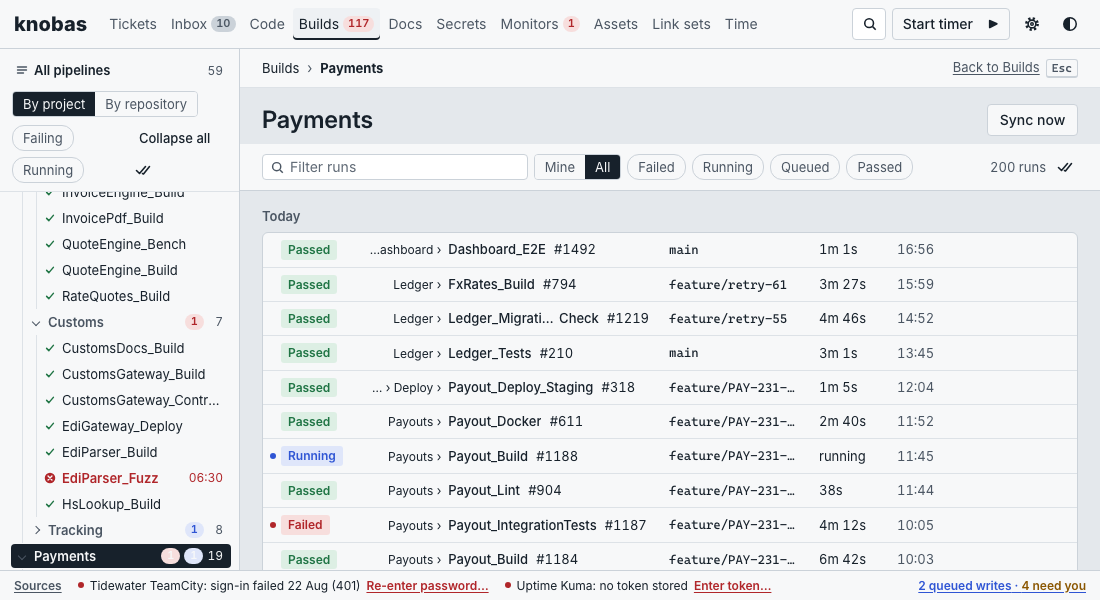 knobas Tickets Inbox 10 Code Builds 117 Docs Secrets Monitors 1 Assets Link sets Time Start timer
All pipelines 59
By project By repository
Failing Collapse all
Running
InvoiceEngine_Build
InvoicePdf_Build
QuoteEngine_Bench
QuoteEngine_Build
RateQuotes_Build
Customs 1 7
CustomsDocs_Build
CustomsGateway_Build
CustomsGateway_Contr...
EdiGateway_Deploy
EdiParser_Build
EdiParser_Fuzz 06:30
HsLookup_Build
Tracking 1 8
Payments 1 1 19
Builds › Payments Back to Builds Esc
Payments Sync now
Filter runs Mine All Failed Running Queued Passed 200 runs
Today
Passed ...ashboard › Dashboard_E2E #1492 main 1m 1s 16:56
Passed Ledger › FxRates_Build #794 feature/retry-61 3m 27s 15:59
Passed Ledger › Ledger_Migrati... Check #1219 feature/retry-55 4m 46s 14:52
Passed Ledger › Ledger_Tests #210 main 3m 1s 13:45
Passed ... › Deploy › Payout_Deploy_Staging #318 feature/PAY-231-... 1m 5s 12:04
Passed Payouts › Payout_Docker #611 feature/PAY-231-... 2m 40s 11:52
Running Payouts › Payout_Build #1188 feature/PAY-231-... running 11:45
Passed Payouts › Payout_Lint #904 feature/PAY-231-... 38s 11:44
Failed Payouts › Payout_IntegrationTests #1187 feature/PAY-231-... 4m 12s 10:05
Passed Payouts › Payout_Build #1184 feature/PAY-231-... 6m 42s 10:03
Sources Tidewater TeamCity: sign-in failed 22 Aug (401) Re-enter password... Uptime Kuma: no token stored Enter token... 2 queued writes · 4 need you